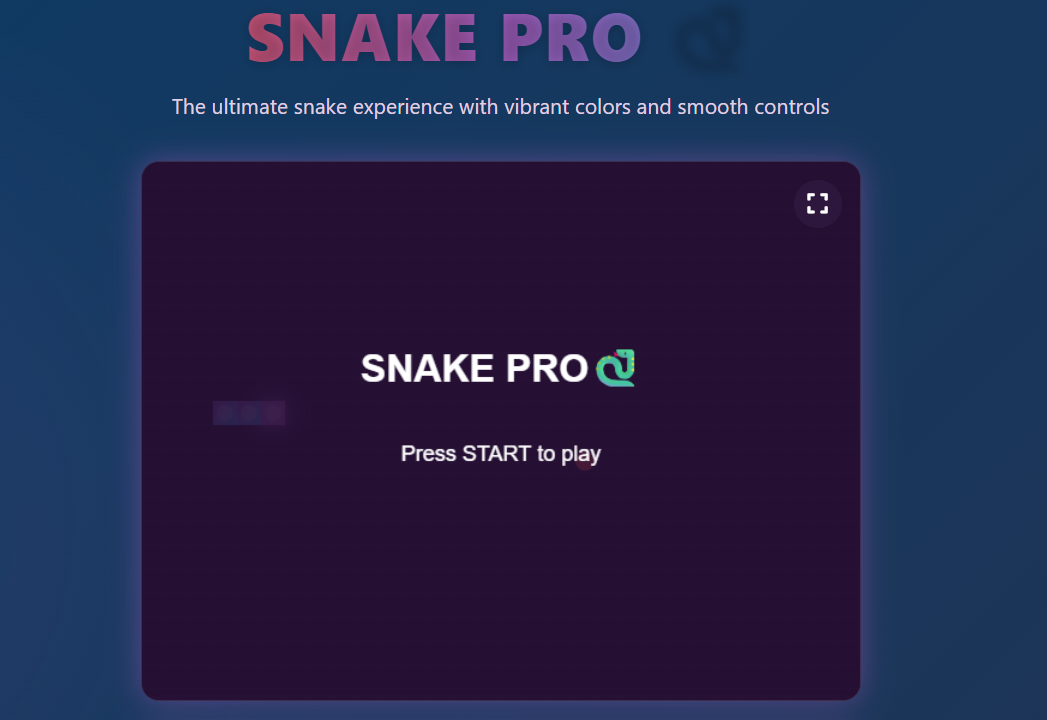 SNAKE PRO
The ultimate snake experience with vibrant colors and smooth controls
SNAKE PRO
Press START to play